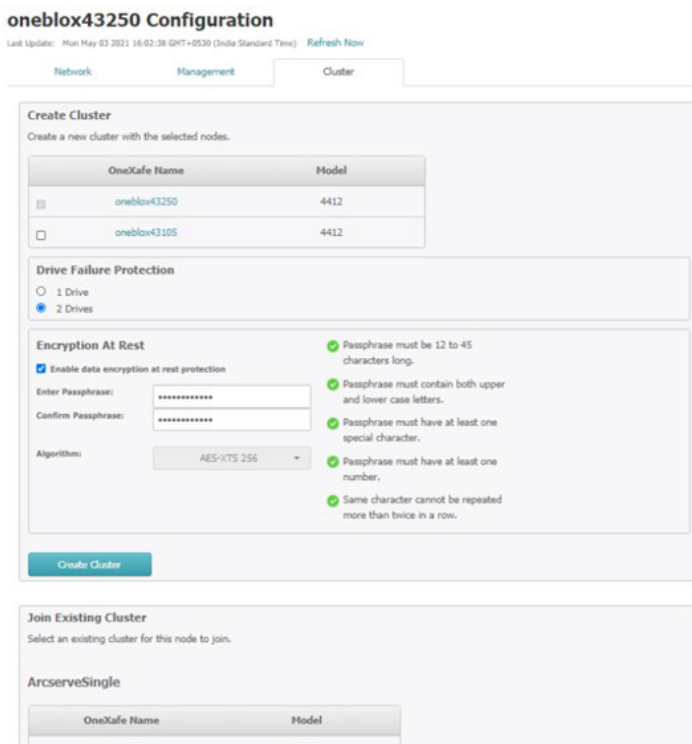 oneblox43250 Configuration
Last Update: Mon May 03 2021 16:02:38 GMT+0530 (India Standard Time) Refresh Now
Network Management Cluster
Create Cluster
Create a new cluster with the selected nodes.
OneXafe Name Model
oneblox43250 4412
oneblox43105 4412
Drive Failure Protection
1 Drive
2 Drives
Encryption At Rest
Enable data encryption at rest protection
Enter Passphrase: ••••••••••••
Confirm Passphrase: ••••••••••••
Algorithm: AES-XTS 256
Passphrase must be 12 to 45
characters long.
Passphrase must contain both upper
and lower case letters.
Passphrase must have at least one
special character.
Passphrase must have at least one
number.
Same character cannot be repeated
more than twice in a row.
Create Cluster
Join Existing Cluster
Select an existing cluster for this node to join.
ArcserveSingle
OneXafe Name Model